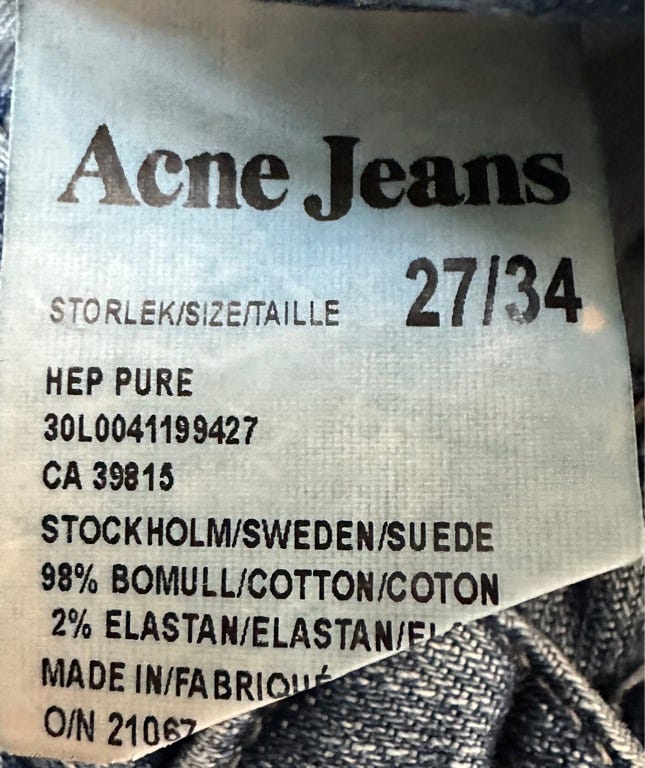 Acne Jeans
STORLEK/SIZE/TAILLE 27/34
HEP PURE
30L0041199427
CA 39815
STOCKHOLM/SWEDEN/SUEDE
98% BOMULL/COTTON/COTON
2% ELASTAN/ELASTAN/
MADE IN/FABRIQUÉ
O/N 21067